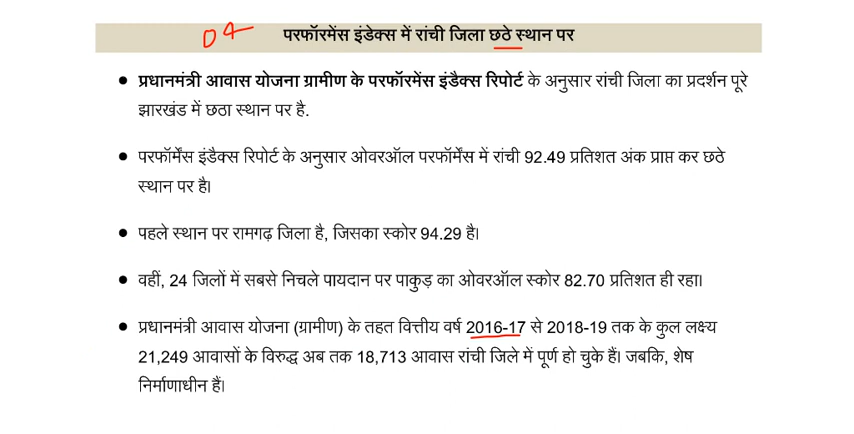 04 परफॉरमेंस इंडेक्स में रांची जिला छठे स्थान पर
● प्रधानमंत्री आवास योजना ग्रामीण के परफॉरमेंस इंडैक्स रिपोर्ट के अनुसार रांची जिला का प्रदर्शन पूरे
झारखंड में छठा स्थान पर है.
● परफॉर्मेंस इंडैक्स रिपोर्ट के अनुसार ओवरऑल परफॉर्मेंस में रांची 92.49 प्रतिशत अंक प्राप्त कर छठे
स्थान पर है।
● पहले स्थान पर रामगढ़ जिला है, जिसका स्कोर 94.29 है।
● वहीं, 24 जिलों में सबसे निचले पायदान पर पाकुड़ का ओवरऑल स्कोर 82.70 प्रतिशत ही रहा।
● प्रधानमंत्री आवास योजना (ग्रामीण) के तहत वित्तीय वर्ष 2016-17 से 2018-19 तक के कुल लक्ष्य
21,249 आवासों के विरुद्ध अब तक 18,713 आवास रांची जिले में पूर्ण हो चुके हैं। जबकि, शेष
निर्माणाधीन हैं।